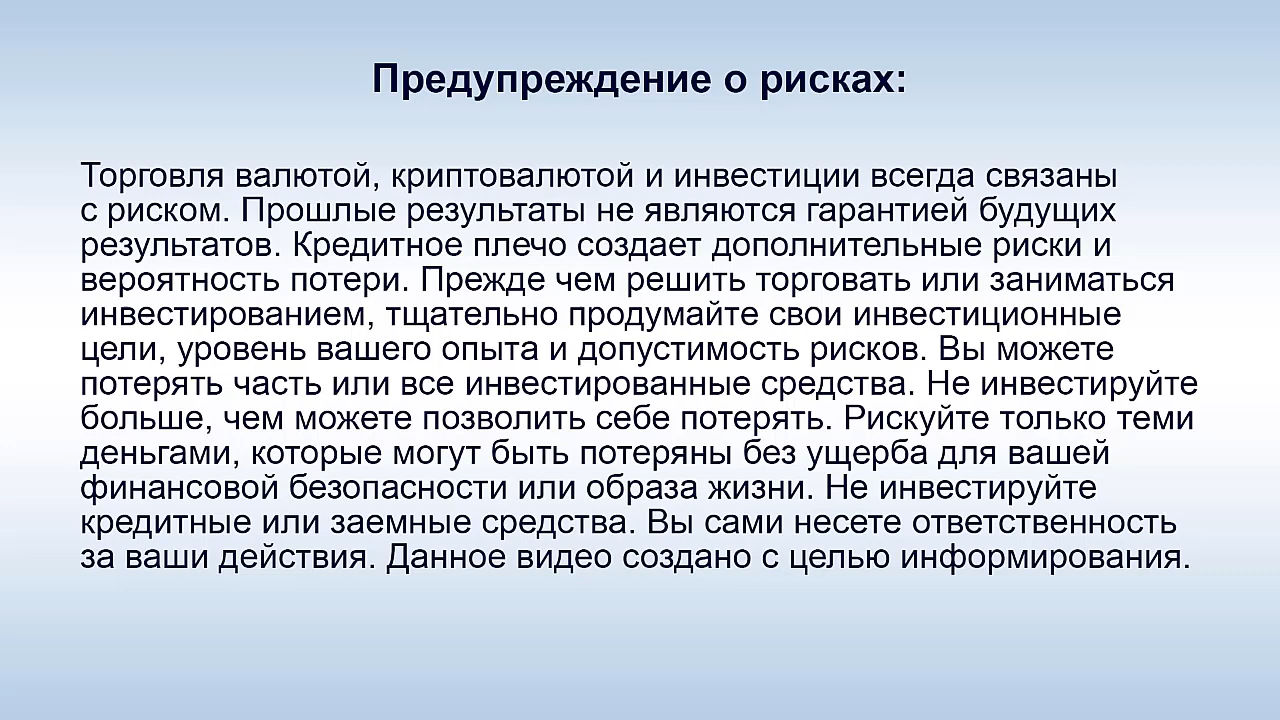 Предупреждение о рисках:
Торговля валютой, криптовалютой и инвестиции всегда связаны
с риском. Прошлые результаты не являются гарантией будущих
результатов. Кредитное плечо создает дополнительные риски и
вероятность потери. Прежде чем решить торговать или заниматься
инвестированием, тщательно продумайте свои инвестиционные
цели, уровень вашего опыта и допустимость рисков. Вы можете
потерять часть или все инвестированные средства. Не инвестируйте
больше, чем можете позволить себе потерять. Рискуйте только теми
деньгами, которые могут быть потеряны без ущерба для вашей
финансовой безопасности или образа жизни. Не инвестируйте
кредитные или заемные средства. Вы сами несете ответственность
за ваши действия. Данное видео создано с целью информирования.